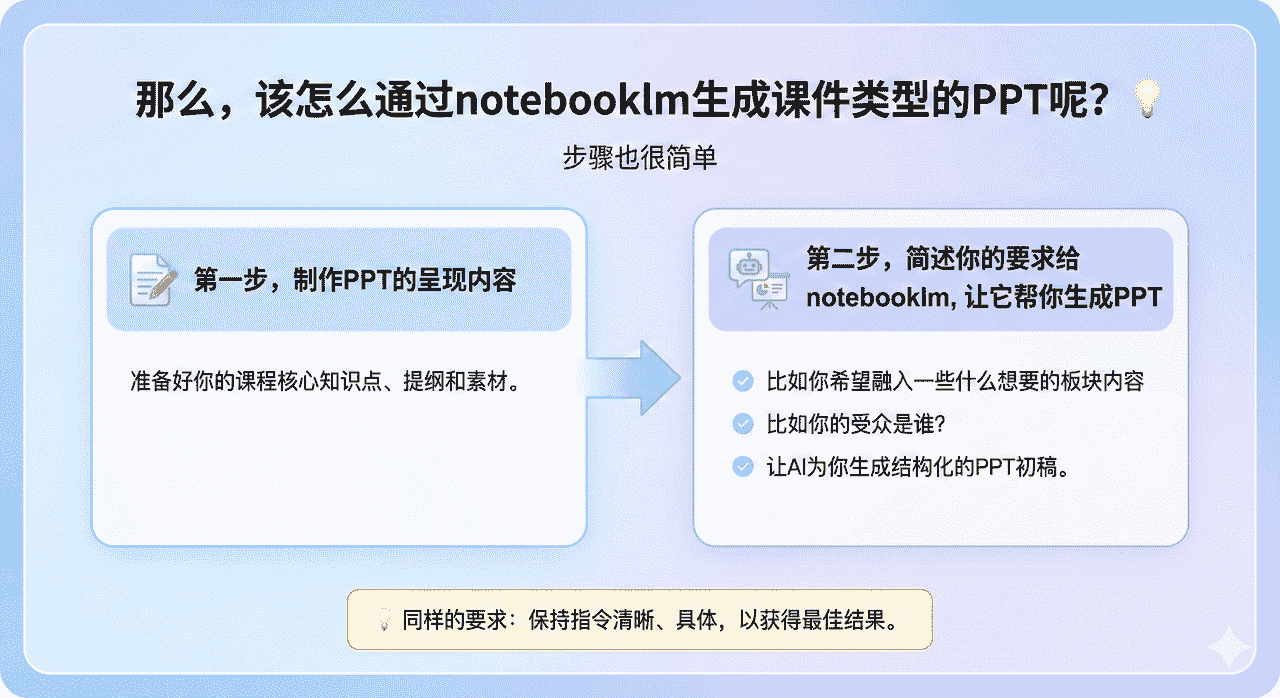 那么，该怎么通过notebooklm生成课件类型的PPT呢？
步骤也很简单
第一步，制作PPT的呈现内容
准备好你的课程核心知识点、提纲和素材。
第二步，简述你的要求给
notebooklm, 让它帮你生成PPT
比如你希望融入一些什么想要的板块内容
比如你的受众是谁？
让AI为你生成结构化的PPT初稿。
同样的要求：保持指令清晰、具体，以获得最佳结果。